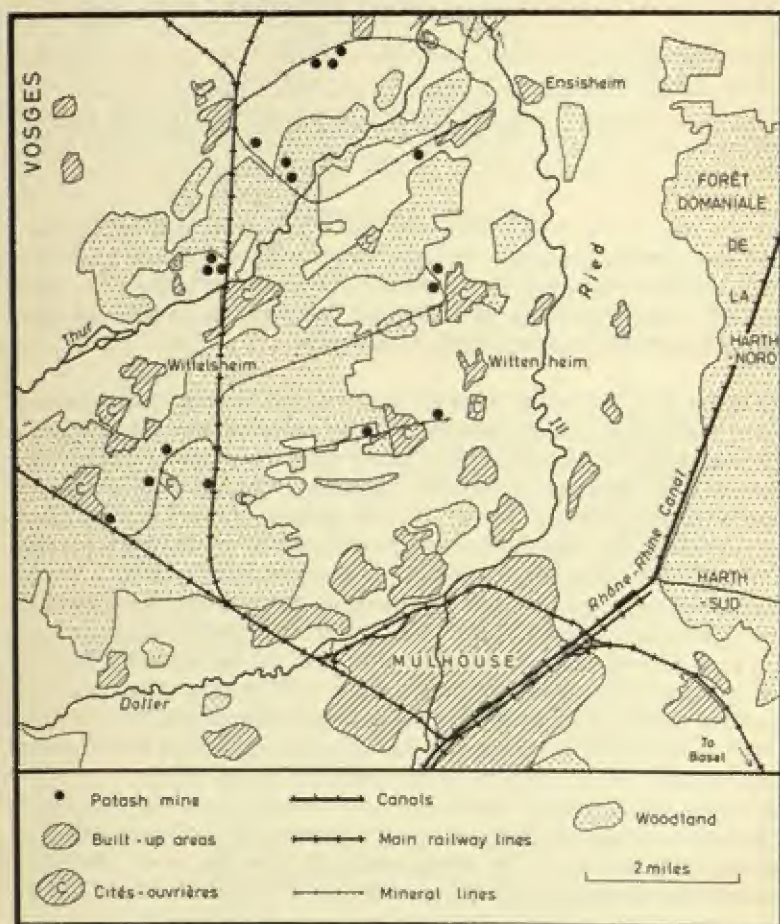 VOSGES
Ensisheim
FORÊT
DOMANIALE
DE
LA
HARTH
-NORD
C
C
Ried
C
C
Thur
C
Wittelsheim
Wittenheim
C
C
C
Ill
C
C
C
Rhône-Rhine Canal
HARTH
-SUD
MULHOUSE
Doller
To
Basel
Potash mine
Canals
Woodland
Built-up areas
Main railway lines
2 miles
C
Cités-ouvrières
Mineral lines